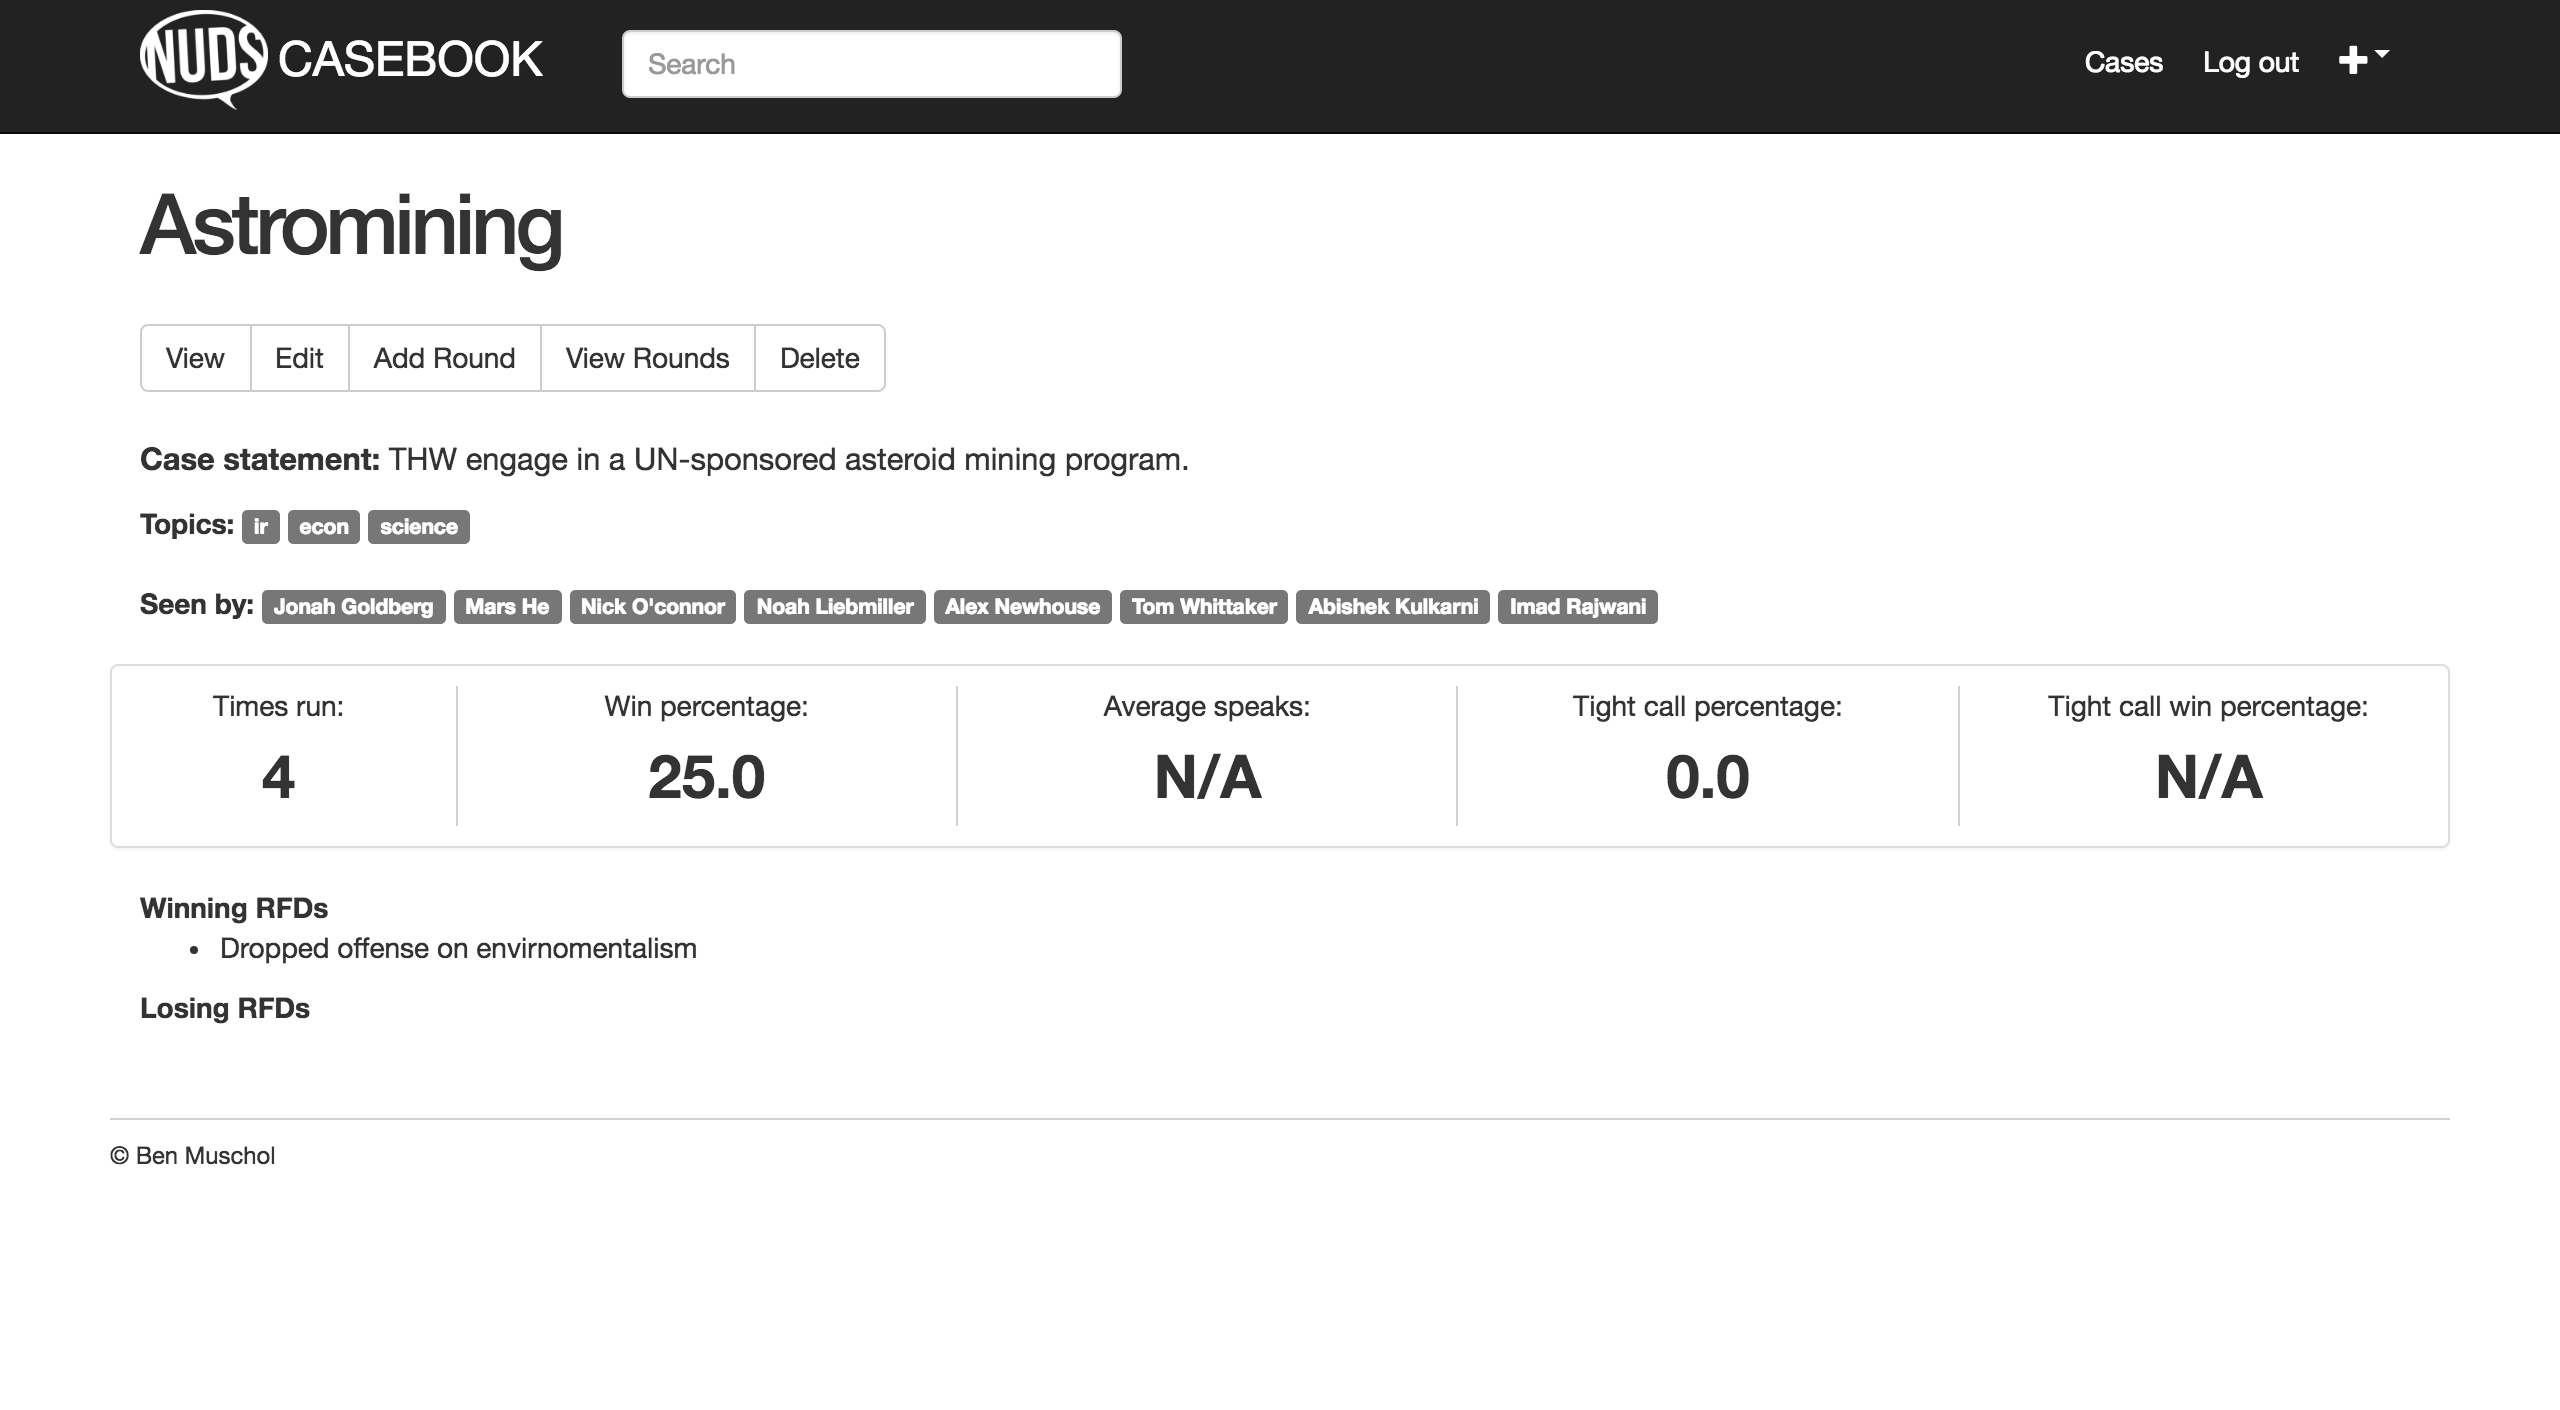 NUDS CASEBOOK Search Cases Log out
Astromining
View Edit Add Round View Rounds Delete
Case statement: THW engage in a UN-sponsored asteroid mining program.
Topics: ir econ science
Seen by: Jonah Goldberg Mars He Nick O'connor Noah Liebmiller Alex Newhouse Tom Whittaker Abishek Kulkarni Imad Rajwani
Times run: Win percentage: Average speaks: Tight call percentage: Tight call win percentage:
4 25.0 N/A 0.0 N/A
Winning RFDs
• Dropped offense on envirnomentalism
Losing RFDs
© Ben Muschol